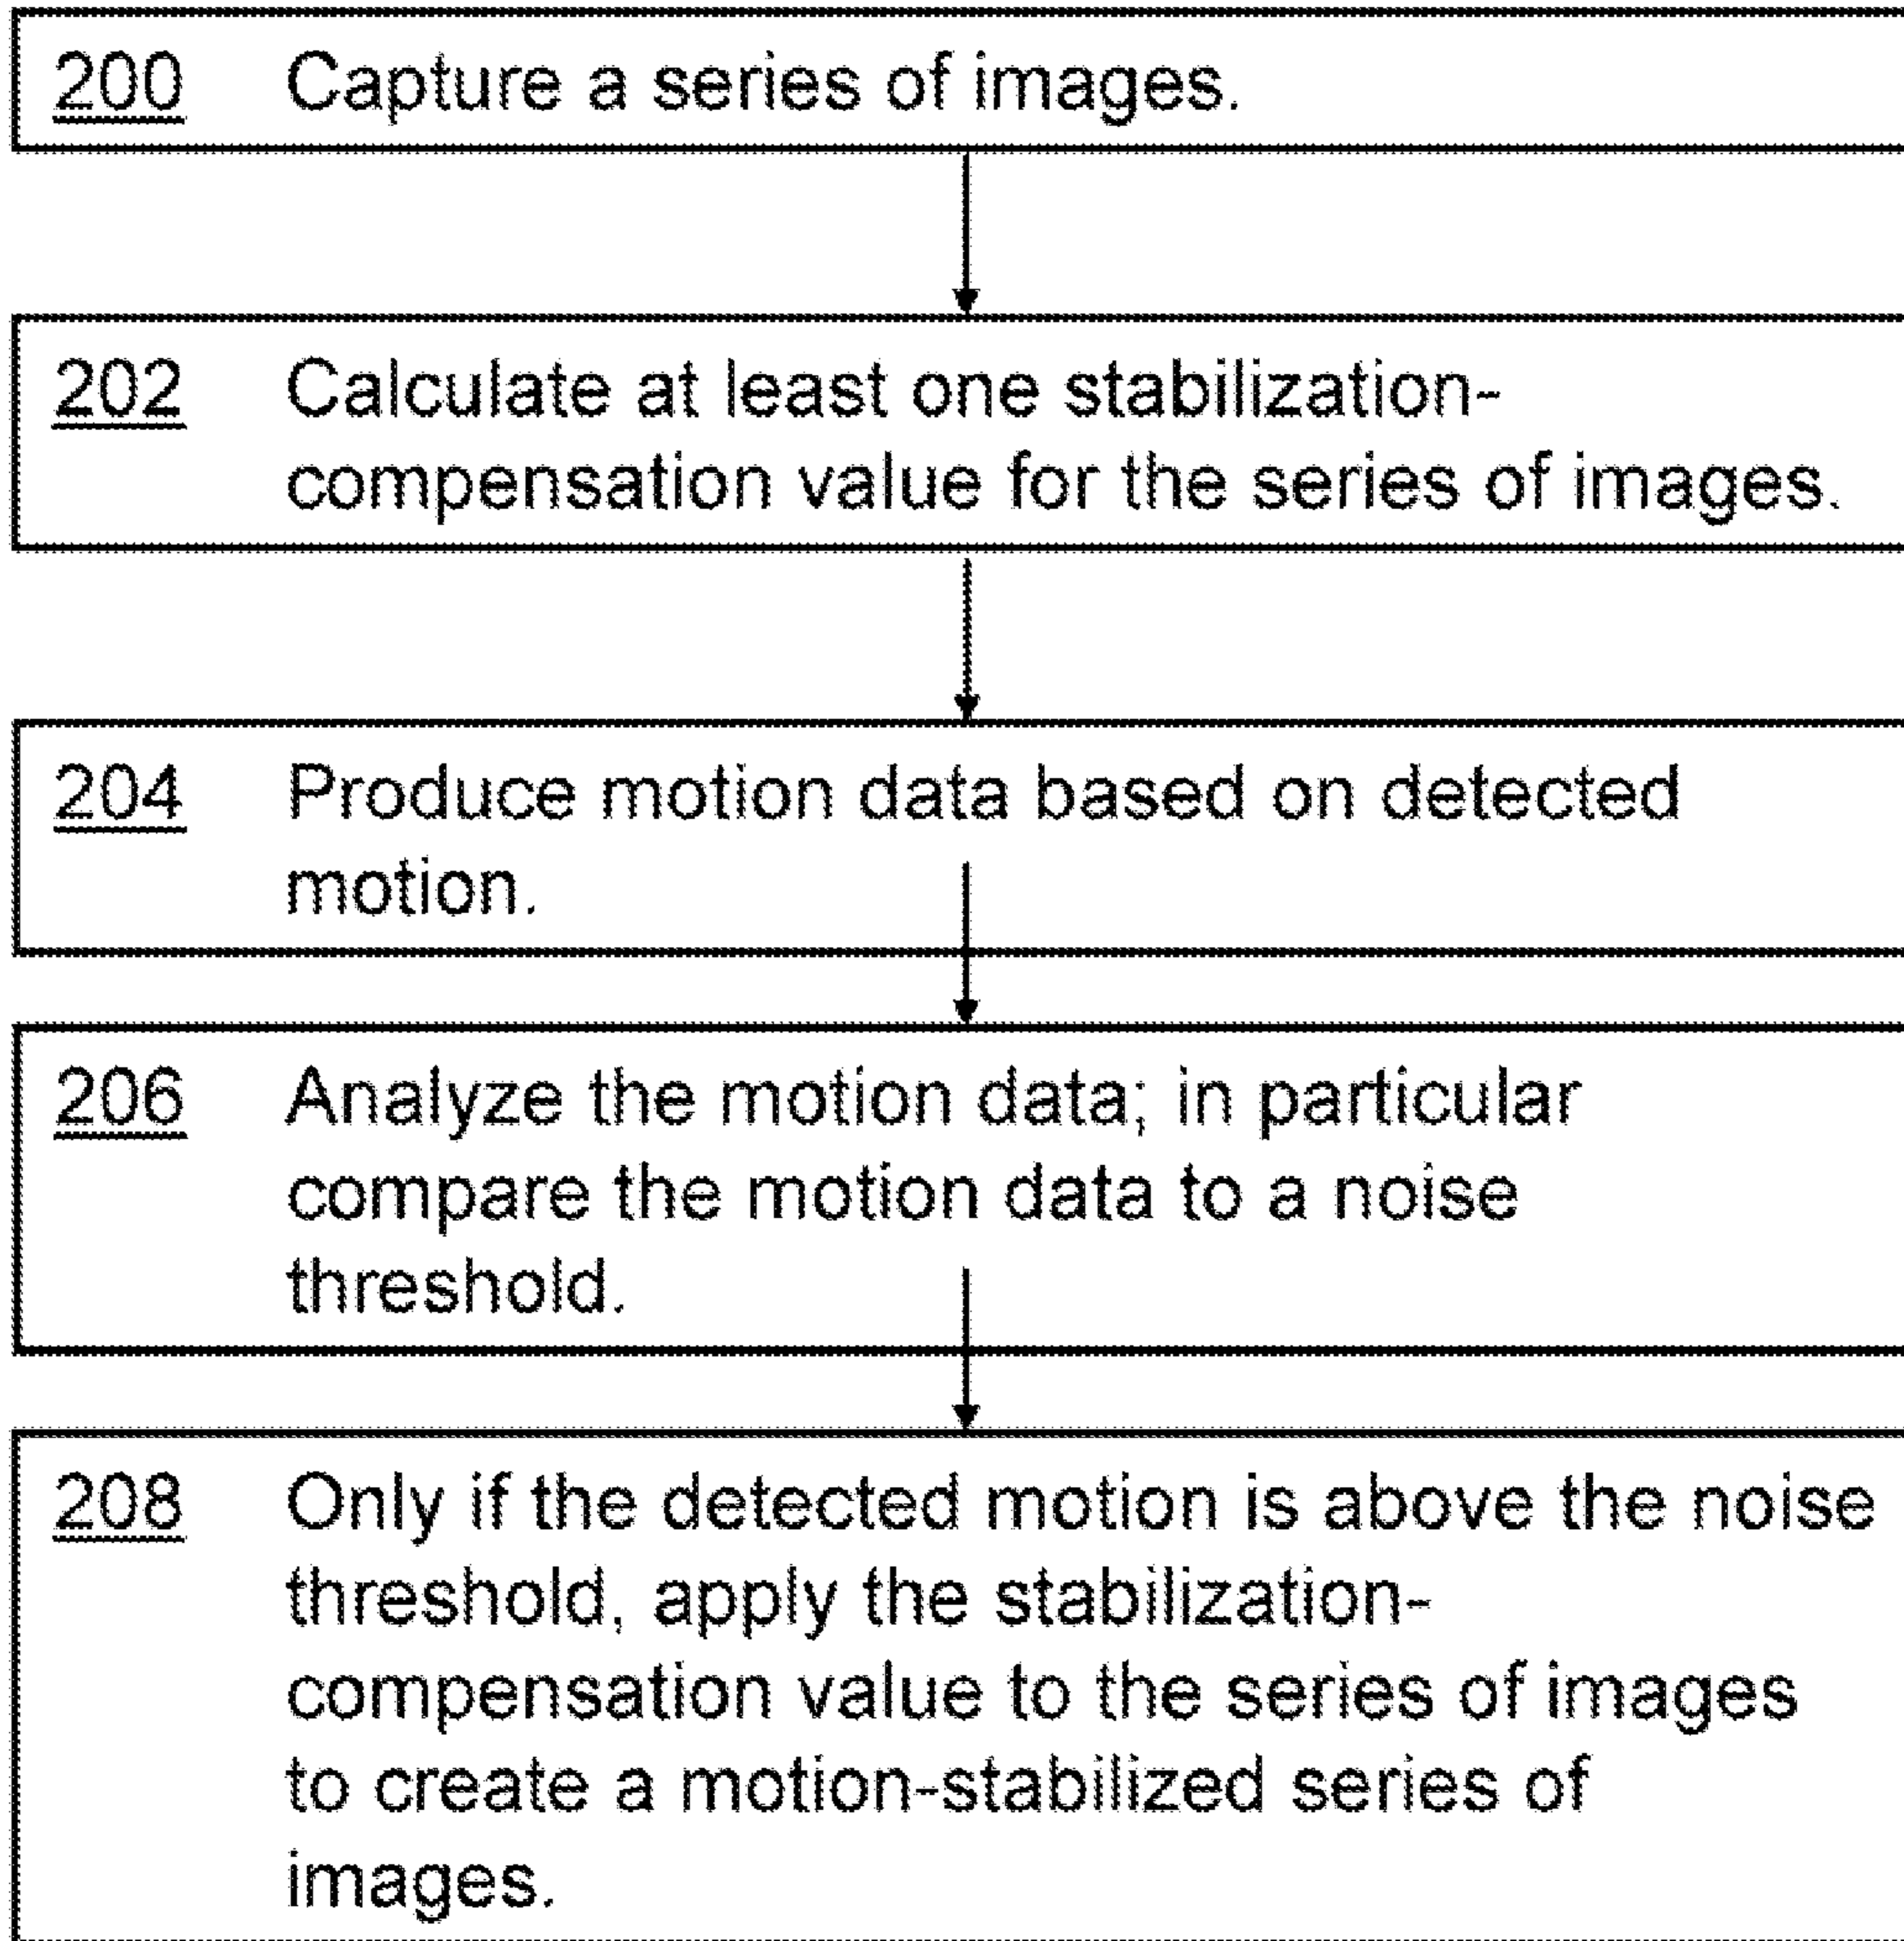 200 Capture a series of images.
202 Calculate at least one stabilization-
compensation value for the series of images.
204 Produce motion data based on detected
motion.
206 Analyze the motion data; in particular
compare the motion data to a noise
threshold.
208 Only if the detected motion is above the noise
threshold, apply the stabilization-
compensation value to the series of images
to create a motion-stabilized series of
images.